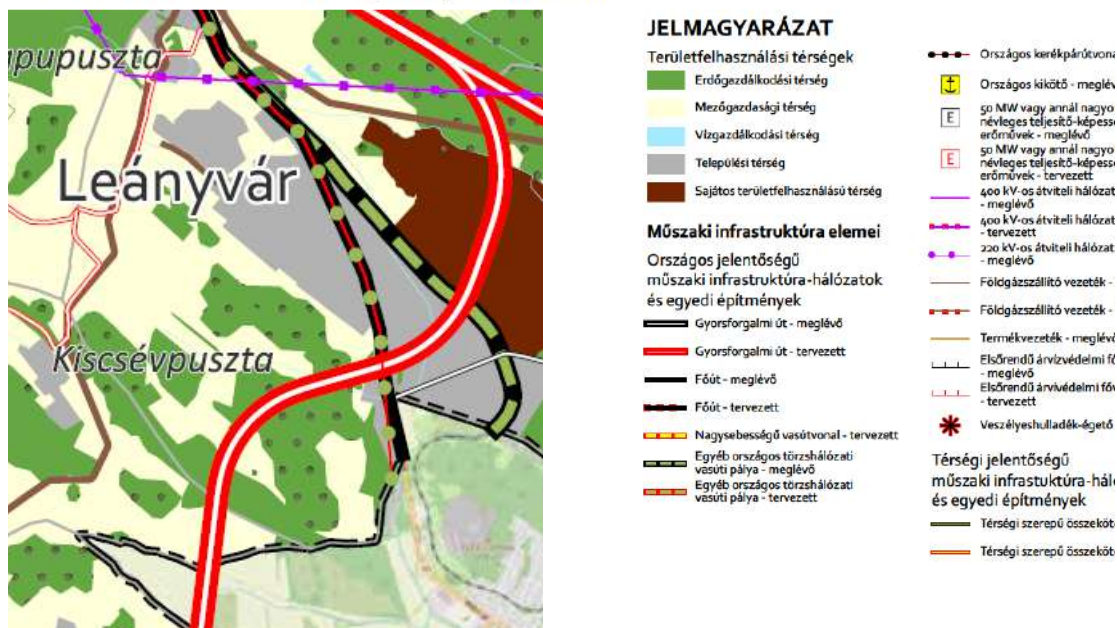 Leányvár
Kiscsévpuszta
JELMAGYARÁZAT
Területfelhasználási térségek
Erdőgazdálkodási térség
Mezőgazdasági térség
Vízgazdálkodási térség
Települési térség
Sajátos területfelhasználású térség
Műszaki infrastruktúra elemei
Országos jelentőségű
műszaki infrastruktúra-hálózatok
és egyedi építmények
Gyorsforgalmi út - meglévő
Gyorsforgalmi út - tervezett
Főút - meglévő
Főút - tervezett
Nagysebességű vasútvonal - tervezett
Egyéb országos törzshálózati
vasúti pálya - meglévő
Egyéb országos törzshálózati
vasúti pálya - tervezett
Országos kerékpárútvona
Országos kikötő - meglév
E
50 MW vagy annál nagyo
névleges teljesítő-képess
erőművek - meglévő
E
50 MW vagy annál nagyo
névleges teljesítő-képess
erőművek - tervezett
400 kV-os átviteli hálózat
- meglévő
400 kV-os átviteli hálózat
- tervezett
220 kV-os átviteli hálózat
- meglévő
Földgázszállító vezeték -
Földgázszállító vezeték -
Termékvezeték - meglévő
Elsőrendű árvízvédelmi fő
- meglévő
Elsőrendű árvívédelmi főv
- tervezett
Veszélyeshulladék-égető
Térségi jelentőségű
műszaki infrastuktúra-háló
és egyedi építmények
Térségi szerepű összeköt
Térségi szerepű összeköt